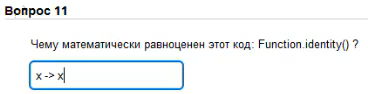 Вопрос 11
Чему математически равноценен этот код: Function.identity() ?
x -> x